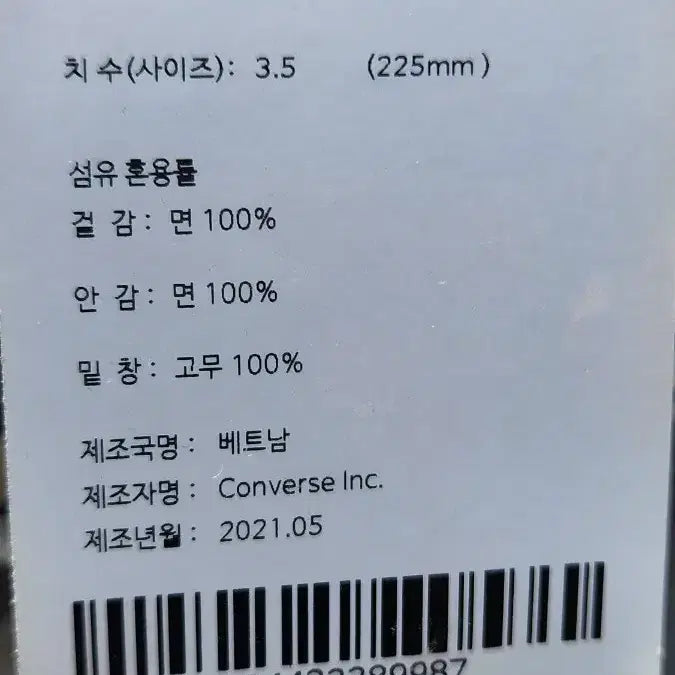 치 수(사이즈): 3.5 (225mm)
섬유 혼용률
겉 감 : 면 100%
안 감 : 면 100%
밑 창 : 고무 100%
제조국명 : 베트남
제조자명 : Converse Inc.
제조년월 : 2021.05